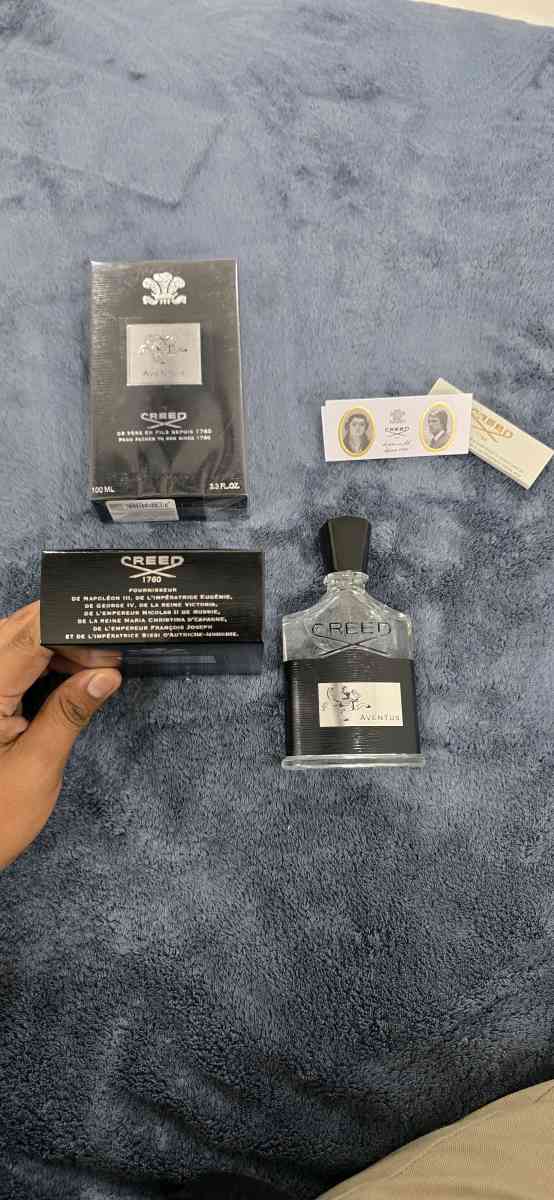 AVENTUS
CREED
DE PÈRE EN FILS DEPUIS 1760
FROM FATHER TO SON SINCE 1760
100 ML 3.3 FL.OZ.
CREED
1760
FOURNISSEUR
DE NAPOLÉON III, DE L'IMPÉRATRICE EUGÉNIE,
DE GEORGE IV, DE LA REINE VICTORIA,
DE L'EMPEREUR NICOLAS II DE RUSSIE,
DE LA REINE MARIA CHRISTINA D'ESPAGNE,
DE L'EMPEREUR FRANÇOIS JOSEPH
ET DE L'IMPÉRATRICE SISSI D'AUTRICHE-HONGRIE.
CREED
CREED
CREED
AVENTUS